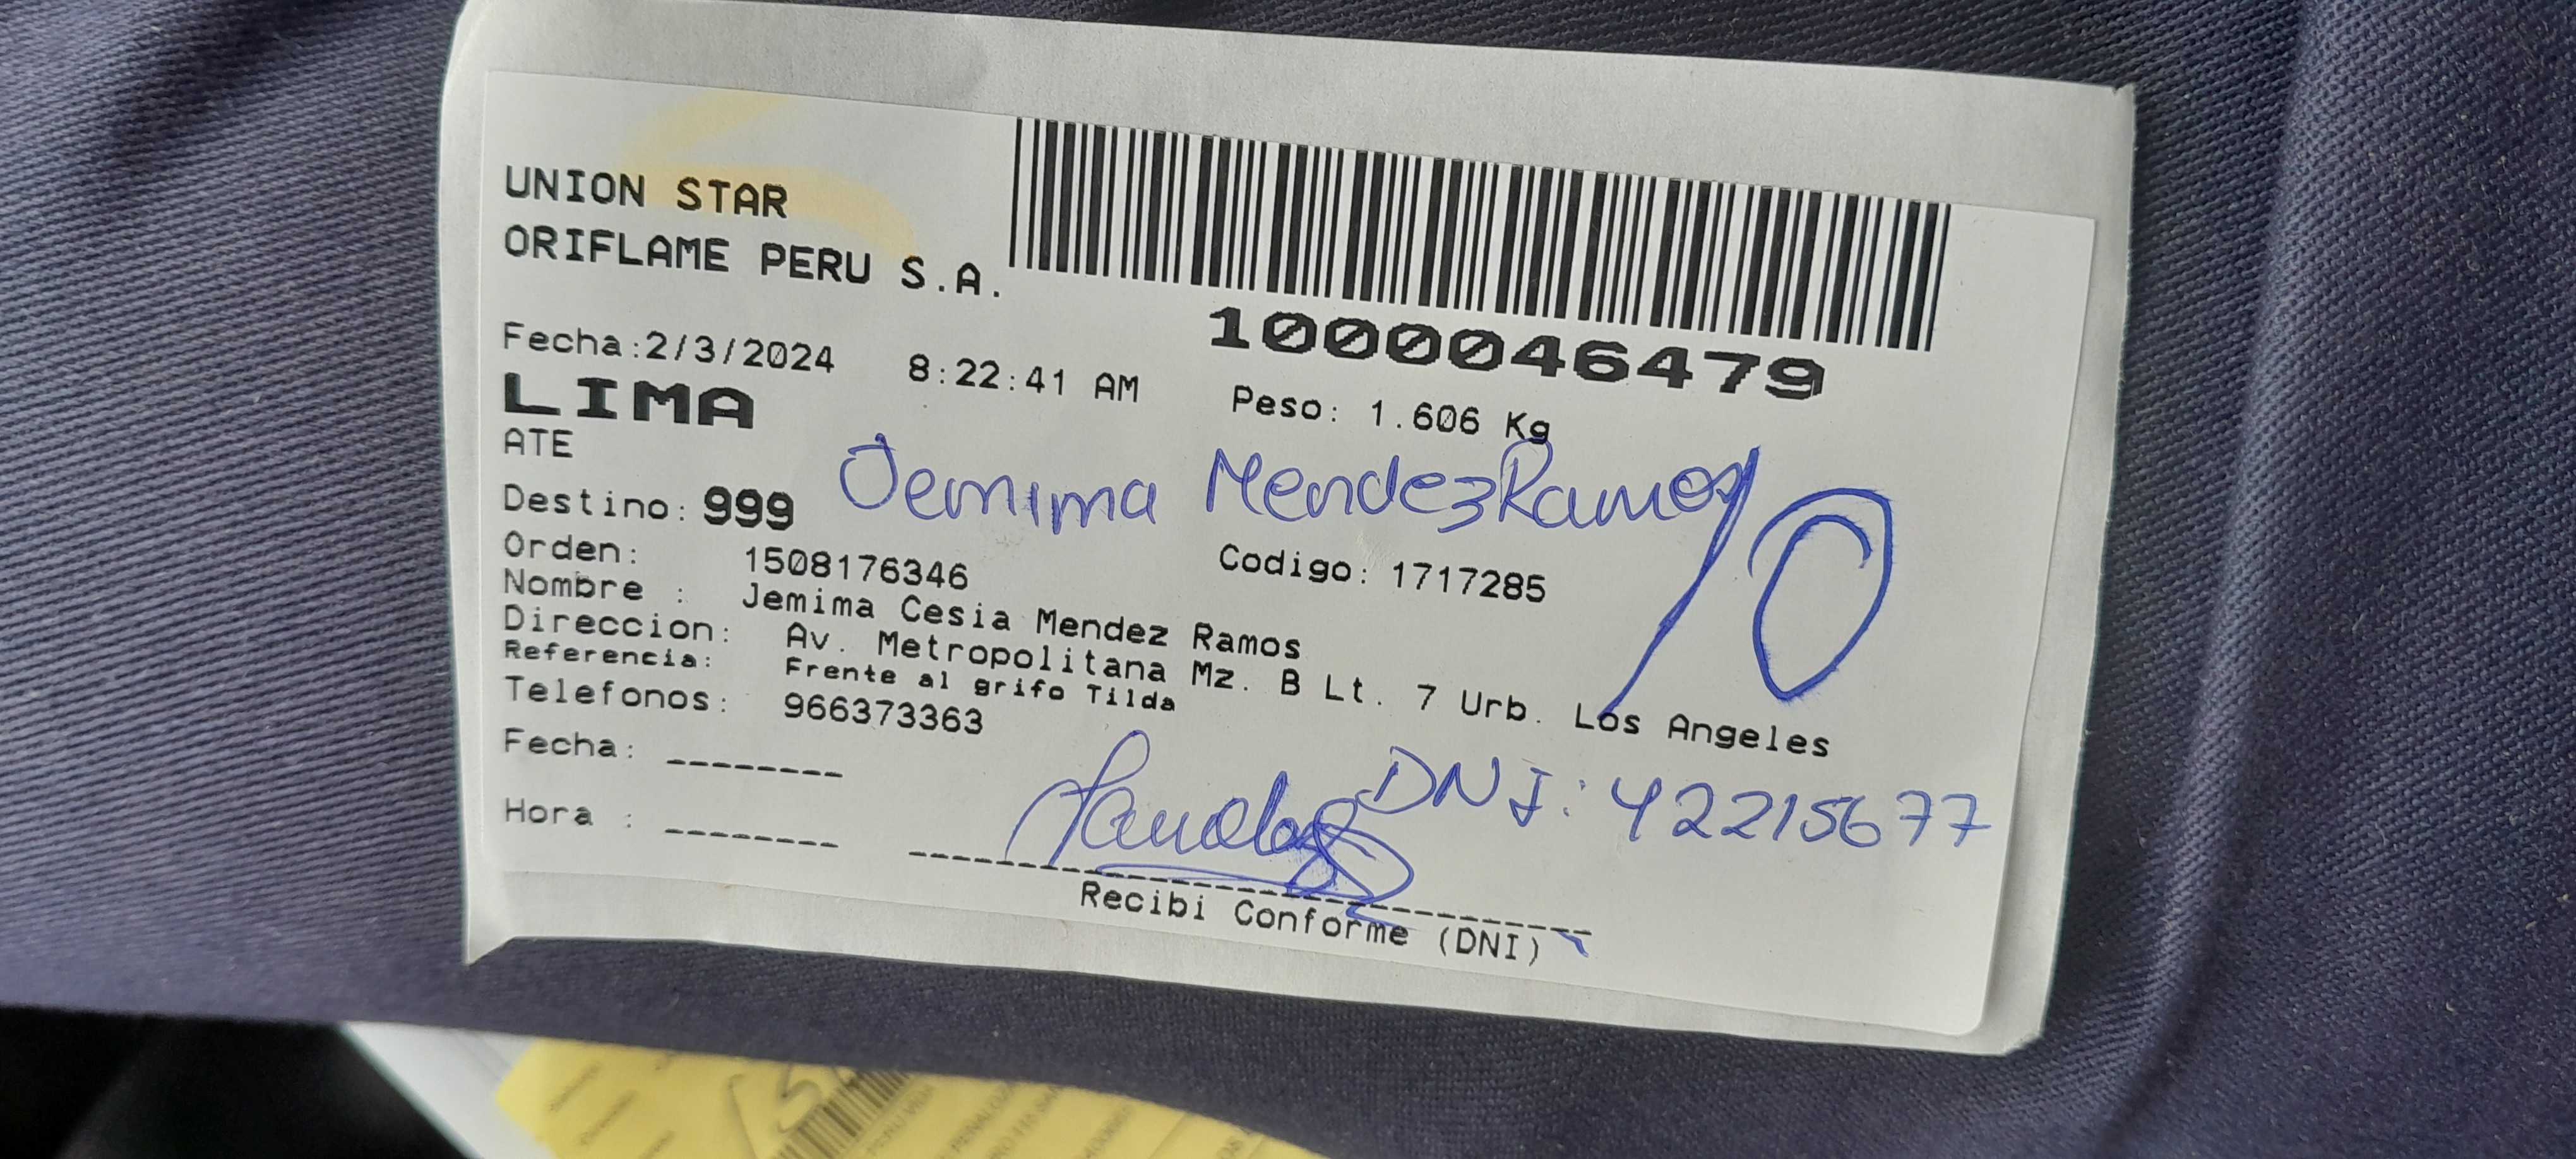 UNION STAR
ORIFLAME PERU S.A.
1000046479
Fecha:2/3/2024 8:22:41 AM Peso: 1.606 Kg
LIMA
ATE
Jemima Mendez Ramos
10
Destino: 999
Orden: 1508176346 Codigo: 1717285
Nombre : Jemima Cesia Mendez Ramos
Direccion: Av. Metropolitana Mz. B Lt. 7 Urb. Los Angeles
Referencia: Frente al grifo Tilda
Telefonos: 966373363
Fecha: --------
DNI: 42215677
Hora : --------
Recibi Conforme (DNI)